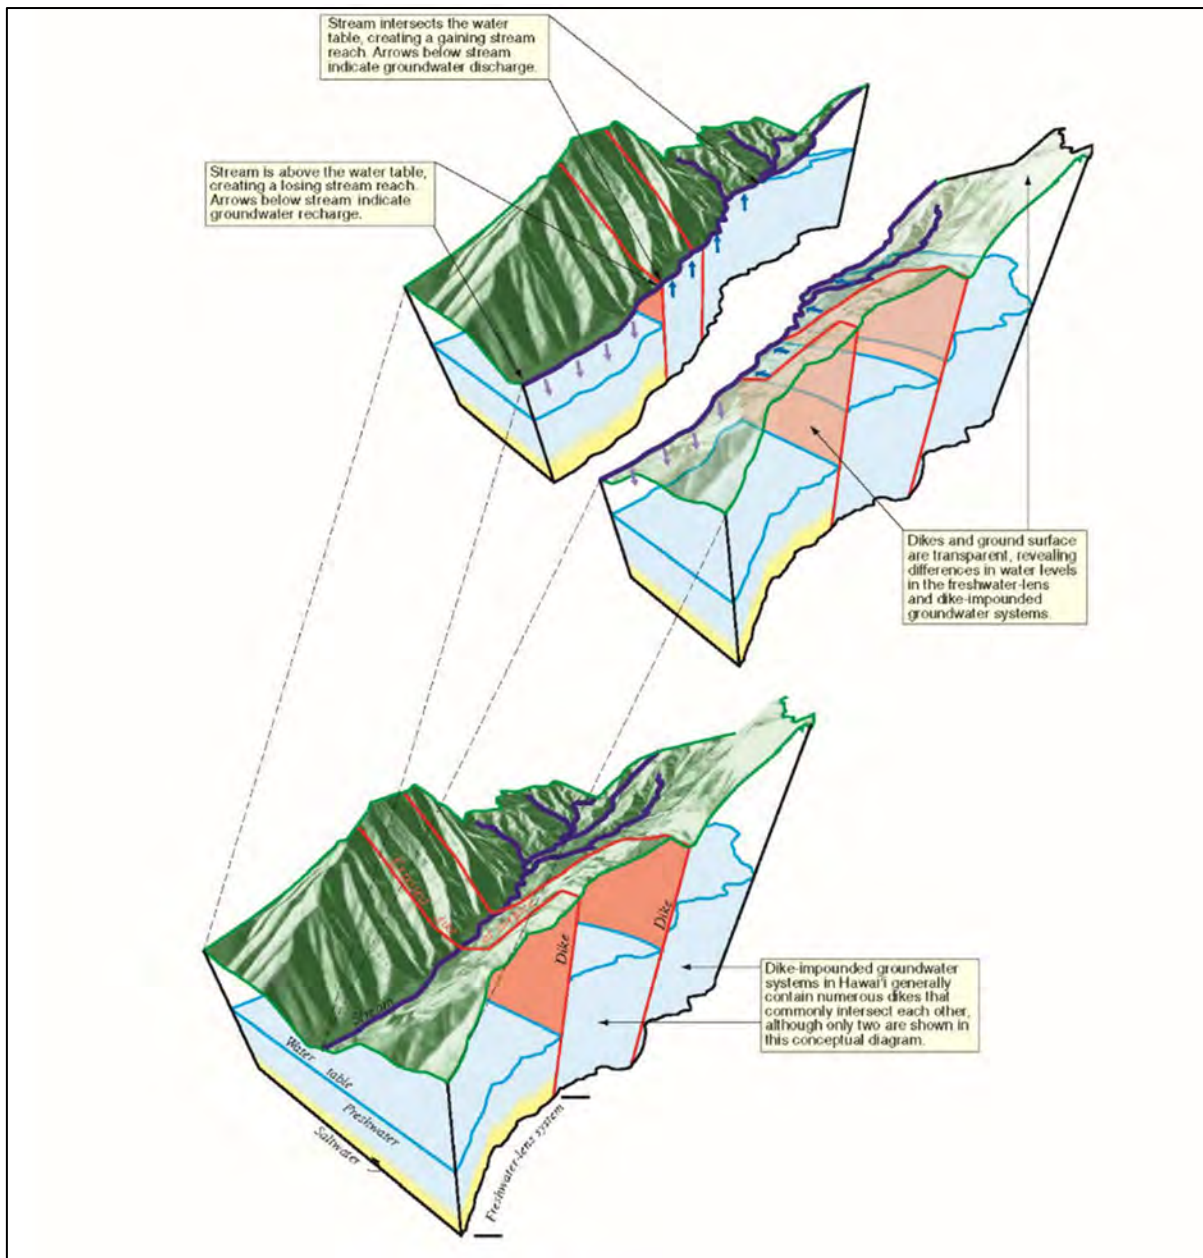 Stream intersects the water
table, creating a gaining stream
reach. Arrows below stream
indicate groundwater discharge.
Stream is above the water table,
creating a losing stream reach.
Arrows below stream indicate
groundwater recharge.
Dikes and ground surface
are transparent, revealing
differences in water levels
in the freshwater-lens
and dike-impounded
groundwater systems.
Dike
Dike
Stream
Dike-impounded groundwater
systems in Hawai'i generally
contain numerous dikes that
commonly intersect each other,
although only two are shown in
this conceptual diagram.
Water table
Freshwater
Saltwater
Freshwater-lens system